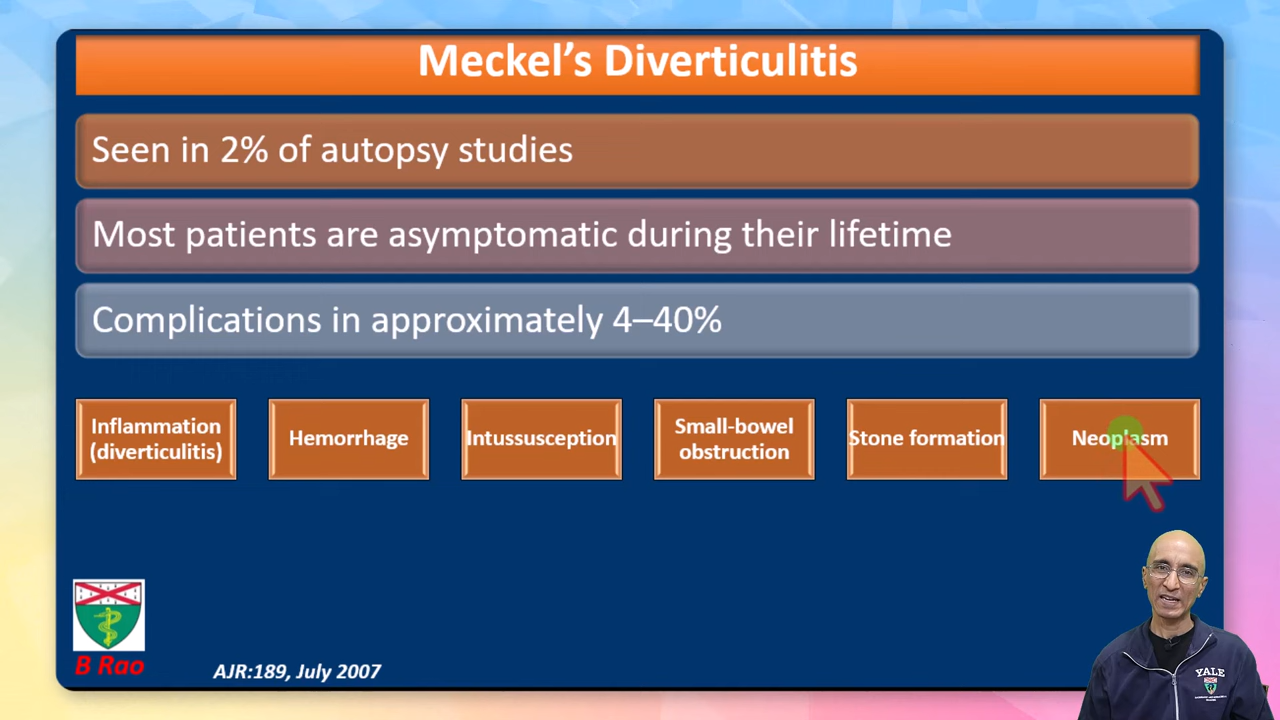 Meckel’s Diverticulitis
Seen in 2% of autopsy studies
Most patients are asymptomatic during their lifetime
Complications in approximately 4–40%
Inflammation
(diverticulitis)
Hemorrhage
Intussusception
Small-bowel
obstruction
Stone formation
Neoplasm
B Rao
AJR:189, July 2007
YALE